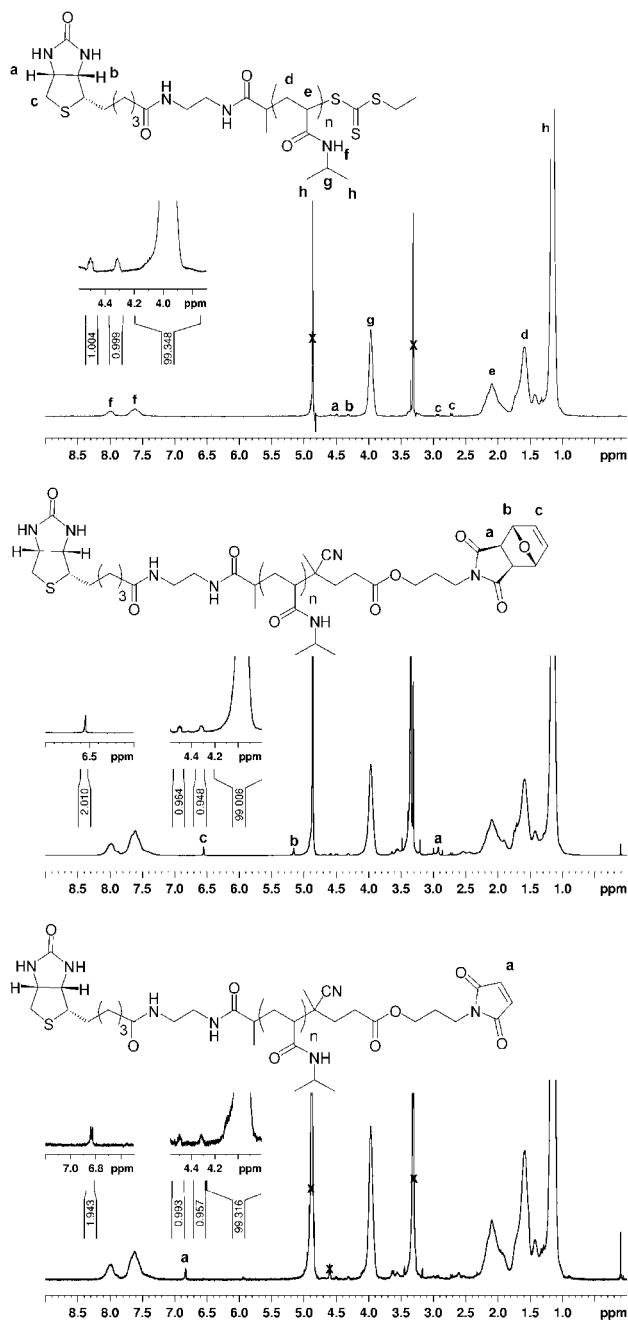 O
HN NH
a H H b
c S
3 O
N H
H N
O
d
e
n
S S
S
O NH f
g
h h
h
4.4 4.2 4.0 ppm
1.004 0.999 99.348
x x
g
d
e
f f
a b c c
8.5 8.0 7.5 7.0 6.5 6.0 5.5 5.0 4.5 4.0 3.5 3.0 2.5 2.0 1.5 1.0 ppm
O
HN NH
H H
S
3 O
N H
H N
O
n
CN
O NH
O
O
a b c
O
N
O
O
6.5 ppm
4.4 4.2 ppm
2.010
0.964 0.948 99.006
c b a
8.5 8.0 7.5 7.0 6.5 6.0 5.5 5.0 4.5 4.0 3.5 3.0 2.5 2.0 1.5 1.0 ppm
O
HN NH
H H
S
3 O
N H
H N
O
n
CN
O NH
O
O
a
O
N
O
7.0 6.8 ppm
4.4 4.2 ppm
1.943
0.993 0.957 99.316
x x
a
x
8.5 8.0 7.5 7.0 6.5 6.0 5.5 5.0 4.5 4.0 3.5 3.0 2.5 2.0 1.5 1.0 ppm